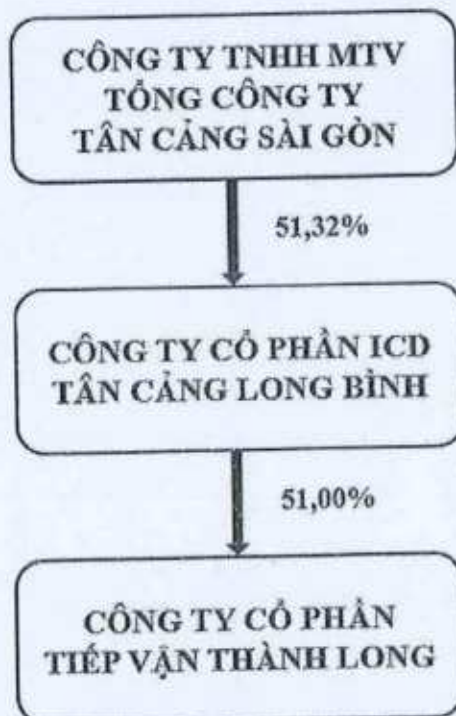 CÔNG TY TNHH MTV
TỔNG CÔNG TY
TÂN CẢNG SÀI GÒN
51,32%
CÔNG TY CỔ PHẦN ICD
TÂN CẢNG LONG BÌNH
51,00%
CÔNG TY CỔ PHẦN
TIẾP VẬN THÀNH LONG